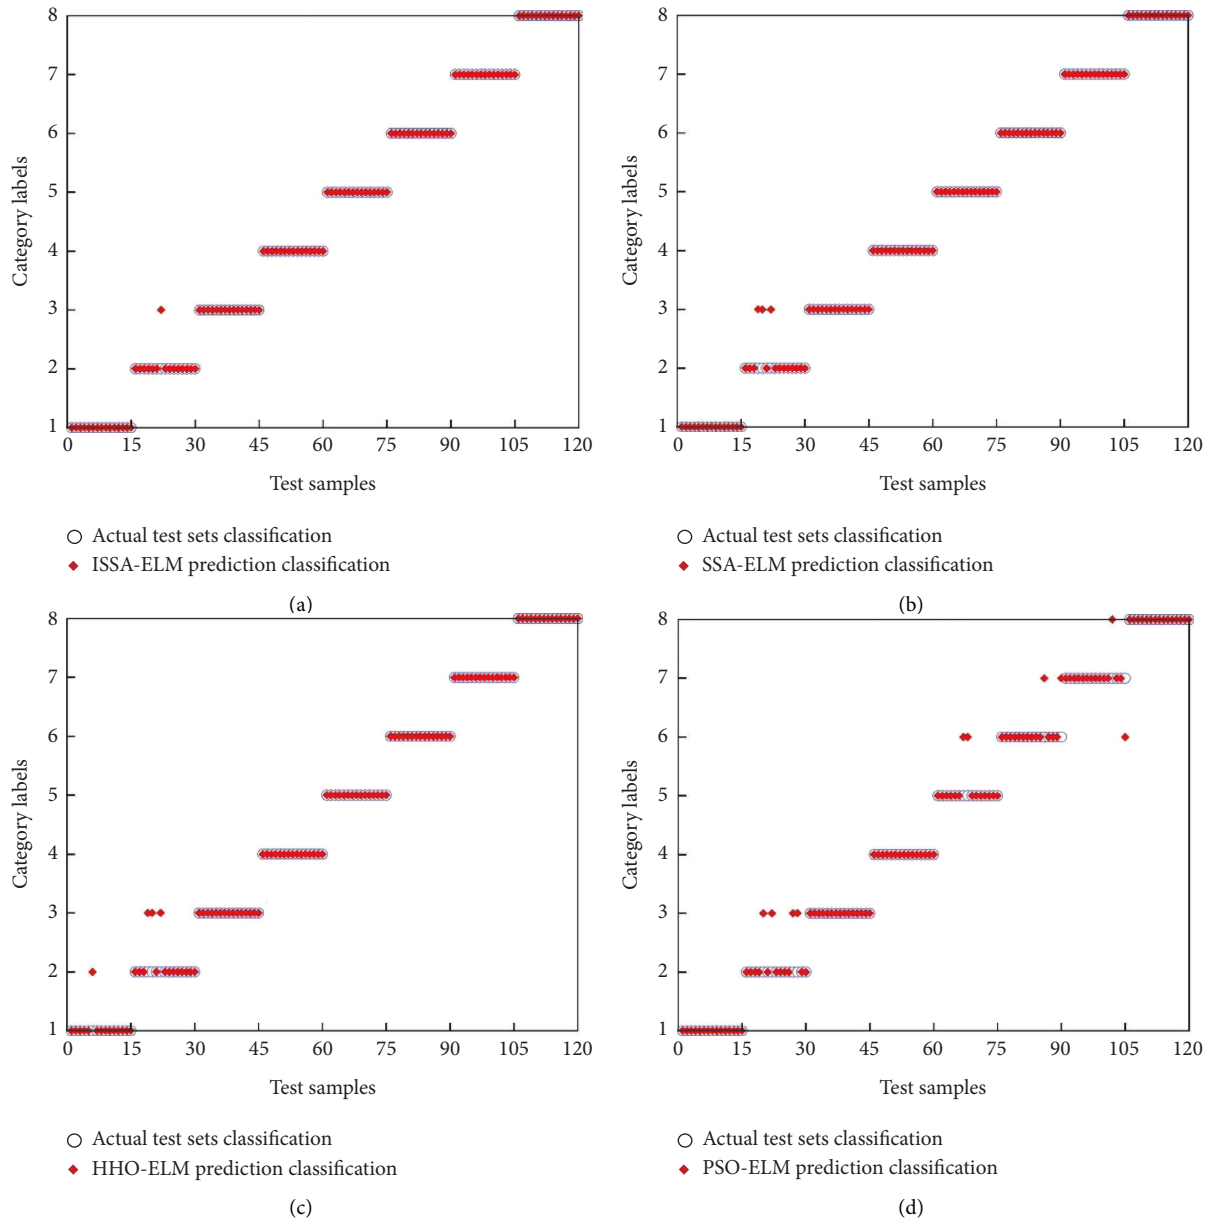 8
7
6
5
4
3
2
1
Category labels
0 15 30 45 60 75 90 105 120
Test samples
Actual test sets classification
ISSA-ELM prediction classification
(a)
8
7
6
5
4
3
2
1
Category labels
0 15 30 45 60 75 90 105 120
Test samples
Actual test sets classification
SSA-ELM prediction classification
(b)
8
7
6
5
4
3
2
1
Category labels
0 15 30 45 60 75 90 105 120
Test samples
Actual test sets classification
HHO-ELM prediction classification
(c)
8
7
6
5
4
3
2
1
Category labels
0 15 30 45 60 75 90 105 120
Test samples
Actual test sets classification
PSO-ELM prediction classification
(d)